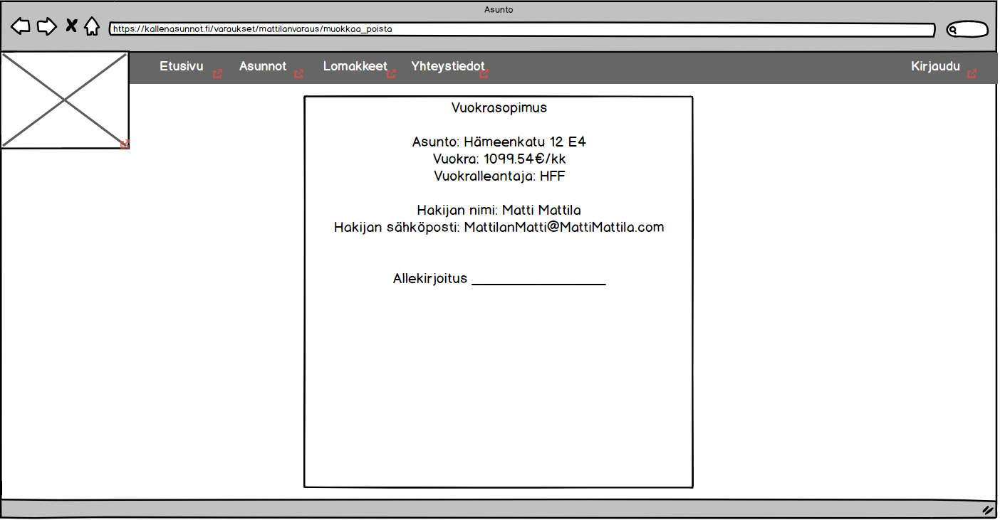 Asunto
https://kallenasunnot.fi/varaukset/mattilanvaraus/muokkaa_poista
Etusivu Asunnot Lomakkeet Yhteystiedot Kirjaudu
Vuokrasopimus
Asunto: Hämeenkatu 12 E4
Vuokra: 1099.54€/kk
Vuokralleantaja: HFF
Hakijan nimi: Matti Mattila
Hakijan sähköposti: MattilanMatti@MattiMattila.com
Allekirjoitus _________________